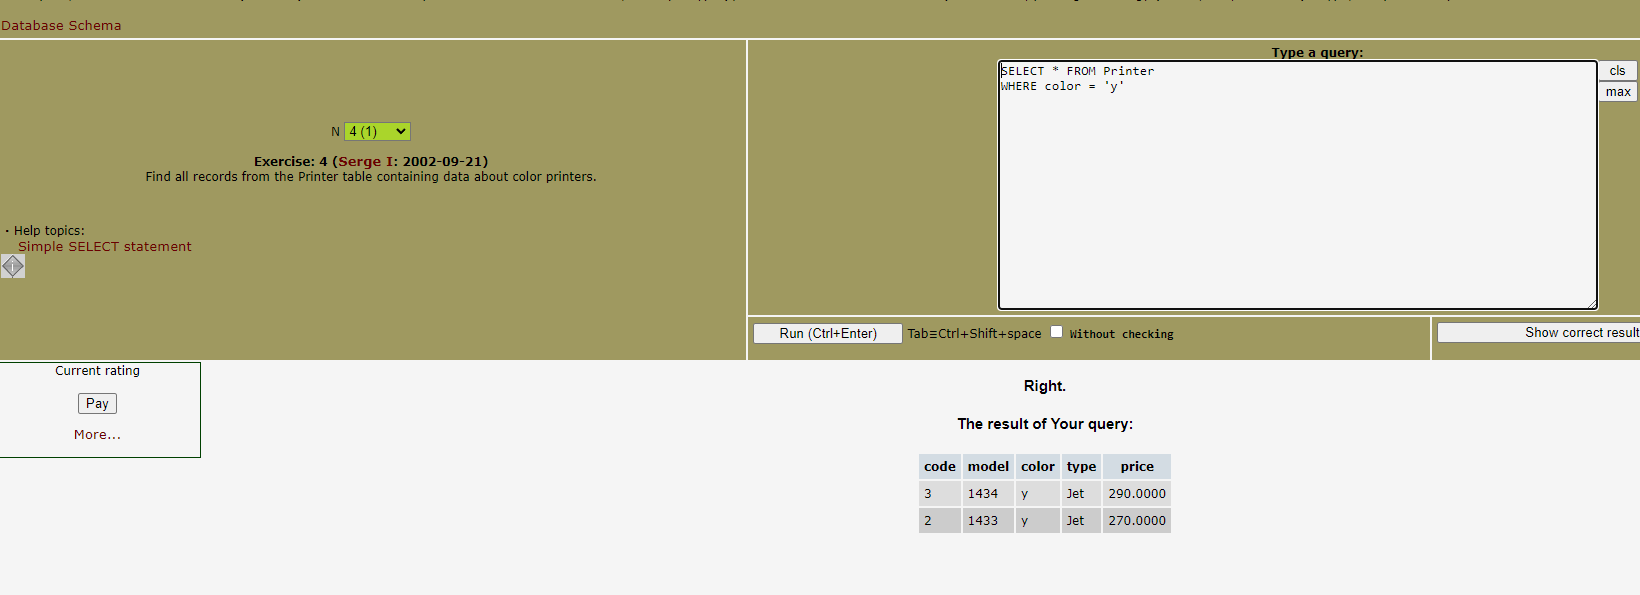 Database Schema
N 4 (1)
Exercise: 4 (Serge I: 2002-09-21)
Find all records from the Printer table containing data about color printers.
· Help topics:
Simple SELECT statement
Type a query:
SELECT * FROM Printer
WHERE color = 'y'
cls
max
Run (Ctrl+Enter) Tab≡Ctrl+Shift+space Without checking
Show correct result
Current rating
Pay
More...
Right.
The result of Your query:
code model color type price
3 1434 y Jet 290.0000
2 1433 y Jet 270.0000